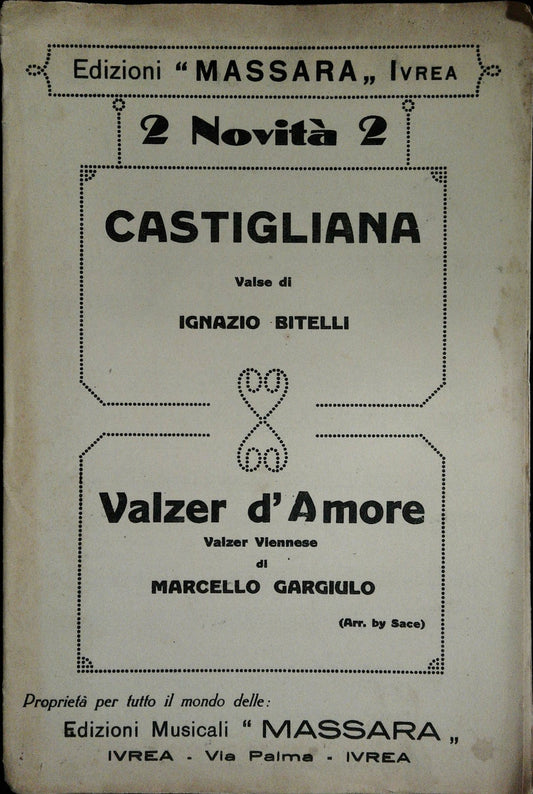 Edizioni “ MASSARA „ IVREA
2 Novità 2
CASTIGLIANA
Valse di
IGNAZIO BITELLI
Valzer d'Amore
Valzer Viennese
di
MARCELLO GARGIULO
(Arr. by Sace)
Proprietà per tutto il mondo delle:
Edizioni Musicali “ MASSARA „
IVREA - Via Palma - IVREA